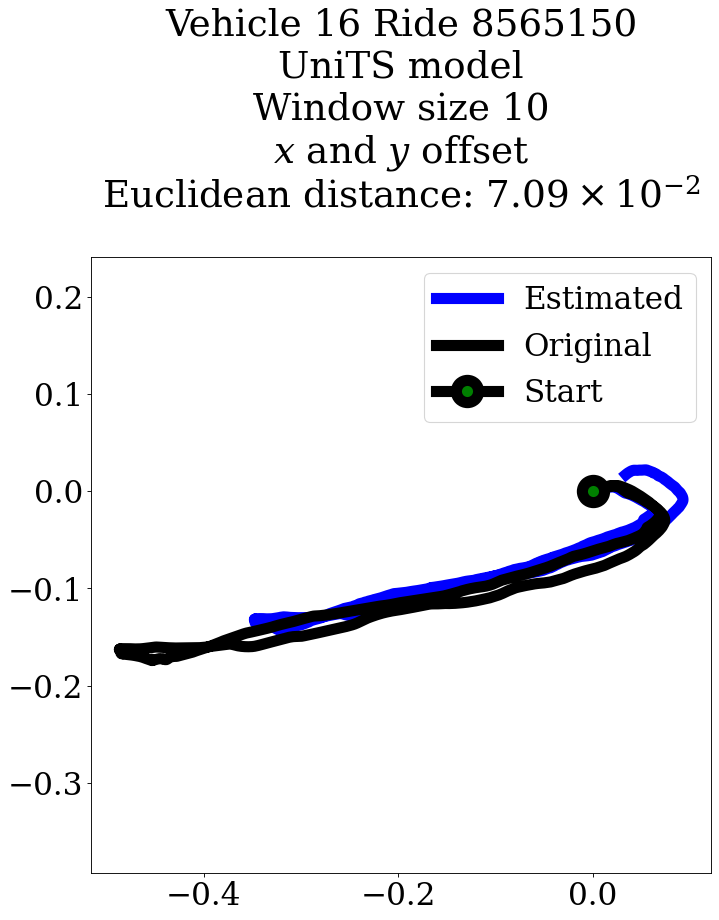 Vehicle 16 Ride 8565150
UniTS model
Window size 10
x and y offset
Euclidean distance: 7.09 × 10⁻²
Estimated
Original
Start
0.2
0.1
0.0
−0.1
−0.2
−0.3
−0.4
−0.2
0.0